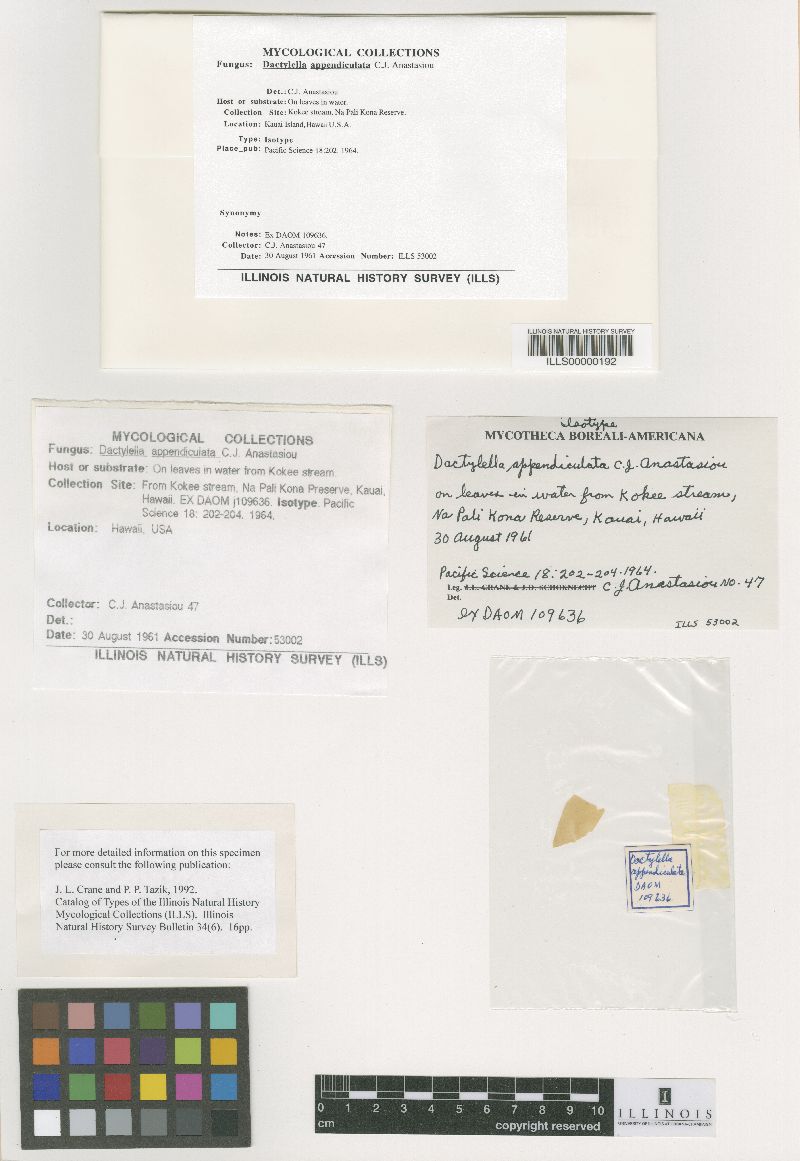 MYCOLOGICAL COLLECTIONS
Fungus: Dactylella appendiculata C.J. Anastasiou
Det.: C.J. Anastasiou
Host or substrate: On leaves in water.
Collection Site: Kokee stream, Na Pali Kona Reserve.
Location: Kauai Island, Hawaii U.S.A.
Type: Isotype
Place_pub: Pacific Science 18:202. 1964.
Synonymy
Notes: Ex DAOM 109636.
Collector: C.J. Anastasiou 47
Date: 30 August 1961 Accession Number: ILLS 53002
ILLINOIS NATURAL HISTORY SURVEY (ILLS)
ILLINOIS NATURAL HISTORY SURVEY
ILLS00000192
MYCOLOGICAL COLLECTIONS
Fungus: Dactylella appendiculata C.J. Anastasiou
Host or substrate: On leaves in water from Kokee stream.
Collection Site: From Kokee stream, Na Pali Kona Preserve, Kauai,
Hawaii. EX DAOM j109636. Isotype. Pacific
Science 18: 202-204. 1964.
Location: Hawaii, USA
Collector: C.J. Anastasiou 47
Det.:
Date: 30 August 1961 Accession Number: 53002
ILLINOIS NATURAL HISTORY SURVEY (ILLS)
Isotype
MYCOTHECA BOREALI-AMERICANA
Dactylella appendiculata C.J. Anastasiou
on leaves in water from Kokee stream,
Na Pali Kona Reserve, Kauai, Hawaii
30 August 1961
Pacific Science 18: 202-204. 1964.
Leg. J.L. CRANE & J.D. SCHOKNECHT C.J. Anastasiou No. 47
Det.
ex DAOM 109636
ILLS 53002
Dactylella
appendiculata
DAOM
109636
For more detailed information on this specimen
please consult the following publication:
J. L. Crane and P. P. Tazik, 1992.
Catalog of Types of the Illinois Natural History
Mycological Collections (ILLS). Illinois
Natural History Survey Bulletin 34(6). 16pp.
0 1 2 3 4 5 6 7 8 9 10
cm
copyright reserved
I
ILLINOIS
UNIVERSITY OF ILLINOIS AT URBANA-CHAMPAIGN